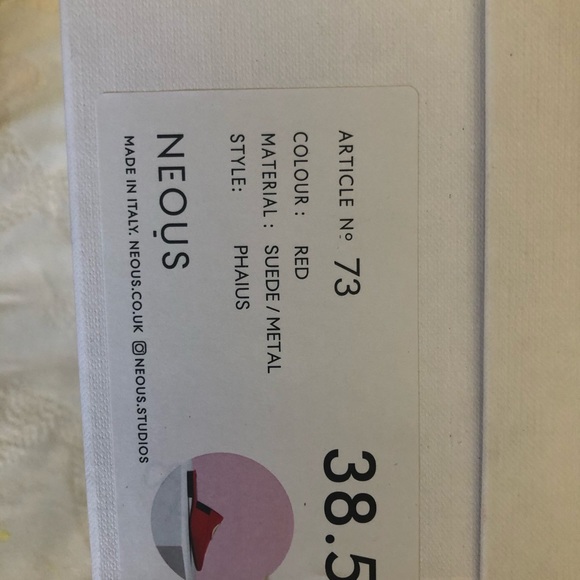 ARTICLE Nº 73
38.5
COLOUR: RED
MATERIAL: SUEDE / METAL
STYLE: PHAIUS
NEOUS
MADE IN ITALY. NEOUS.CO.UK NEOUS.STUDIOS